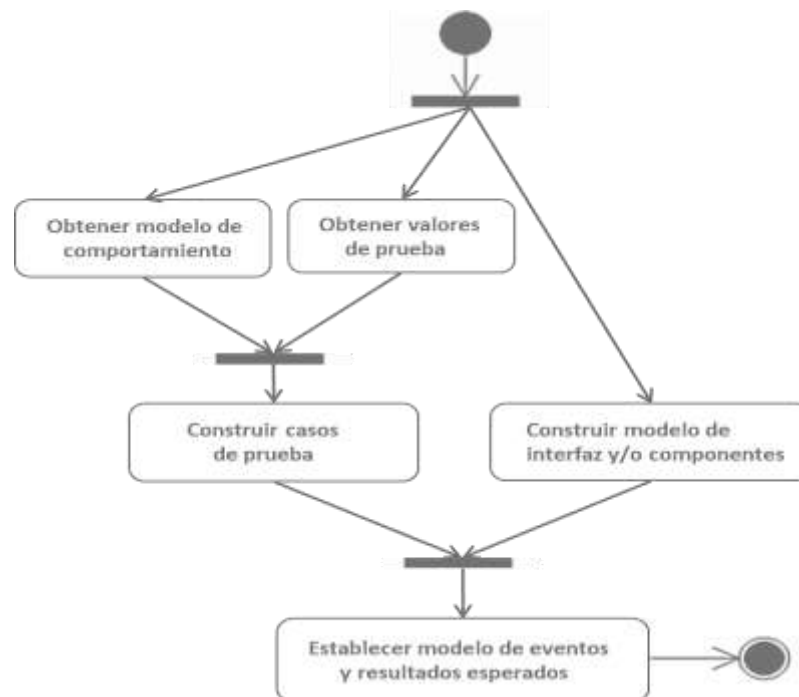 Obtener modelo de
comportamiento
Obtener valores
de prueba
Construir casos
de prueba
Construir modelo de
interfaz y/o componentes
Establecer modelo de eventos
y resultados esperados